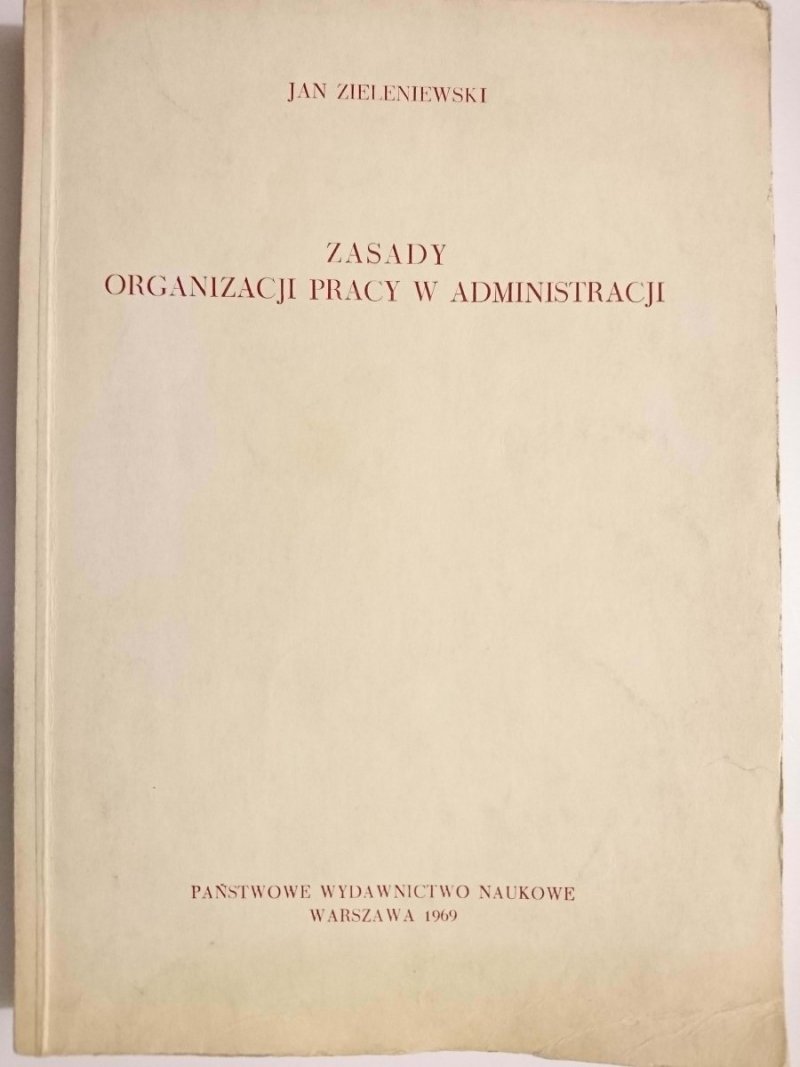 JAN ZIELENIEWSKI
ZASADY
ORGANIZACJI PRACY W ADMINISTRACJI
PAŃSTWOWE WYDAWNICTWO NAUKOWE
WARSZAWA 1969